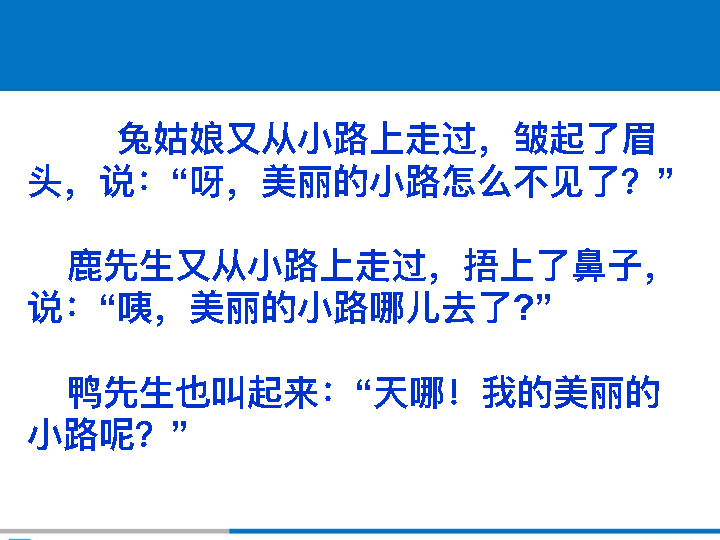 兔姑娘又从小路上走过，皱起了眉
头，说：“呀，美丽的小路怎么不见了？”
鹿先生又从小路上走过，捂上了鼻子，
说：“咦，美丽的小路哪儿去了?”
鸭先生也叫起来：“天哪！我的美丽的
小路呢？”